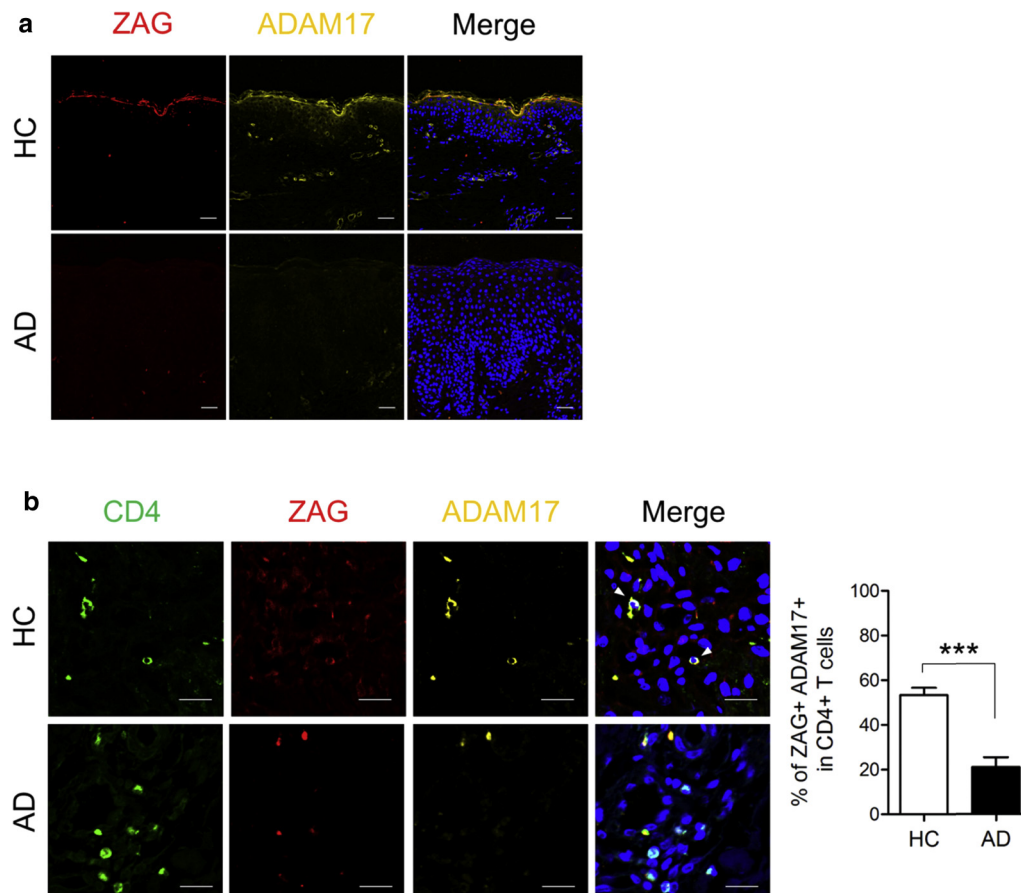 a
ZAG ADAM17 Merge
HC
AD
b
CD4 ZAG ADAM17 Merge
HC
AD
% of ZAG+ ADAM17+
in CD4+ T cells
100
80
60
40
20
0
***
HC AD